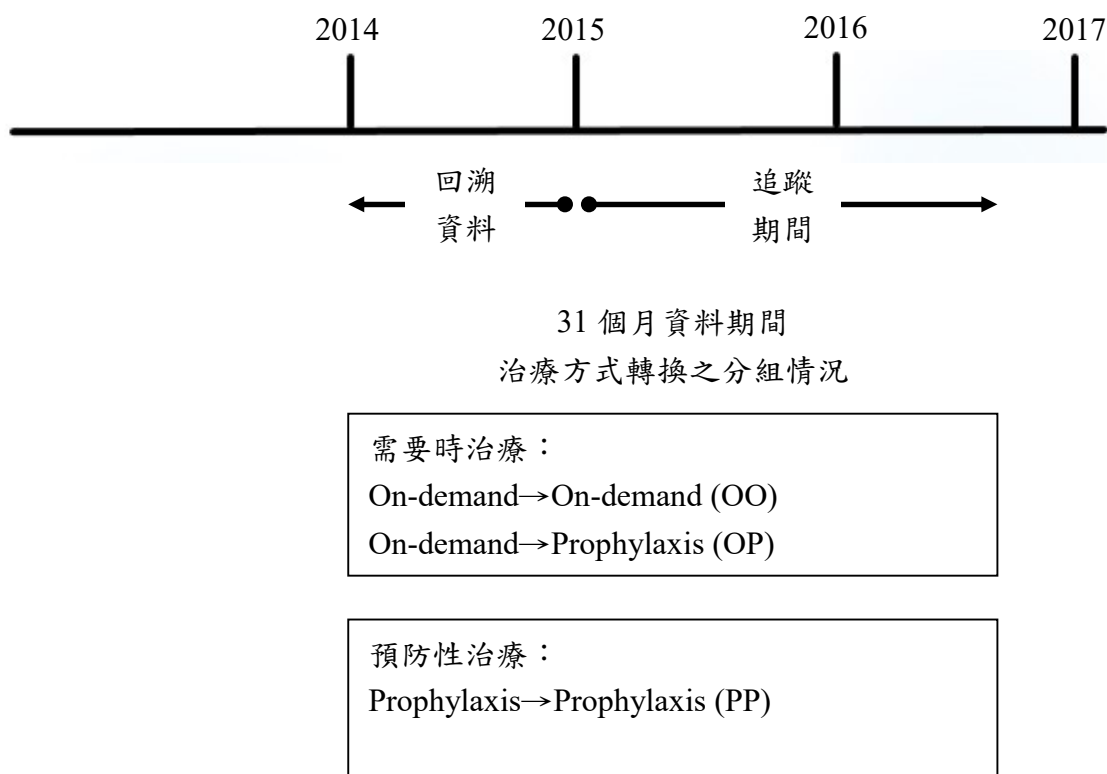 2014 2015 2016 2017
回溯 追蹤
資料 期間
31 個月資料期間
治療方式轉換之分組情況
需要時治療：
On-demand→On-demand (OO)
On-demand→Prophylaxis (OP)
預防性治療：
Prophylaxis→Prophylaxis (PP)